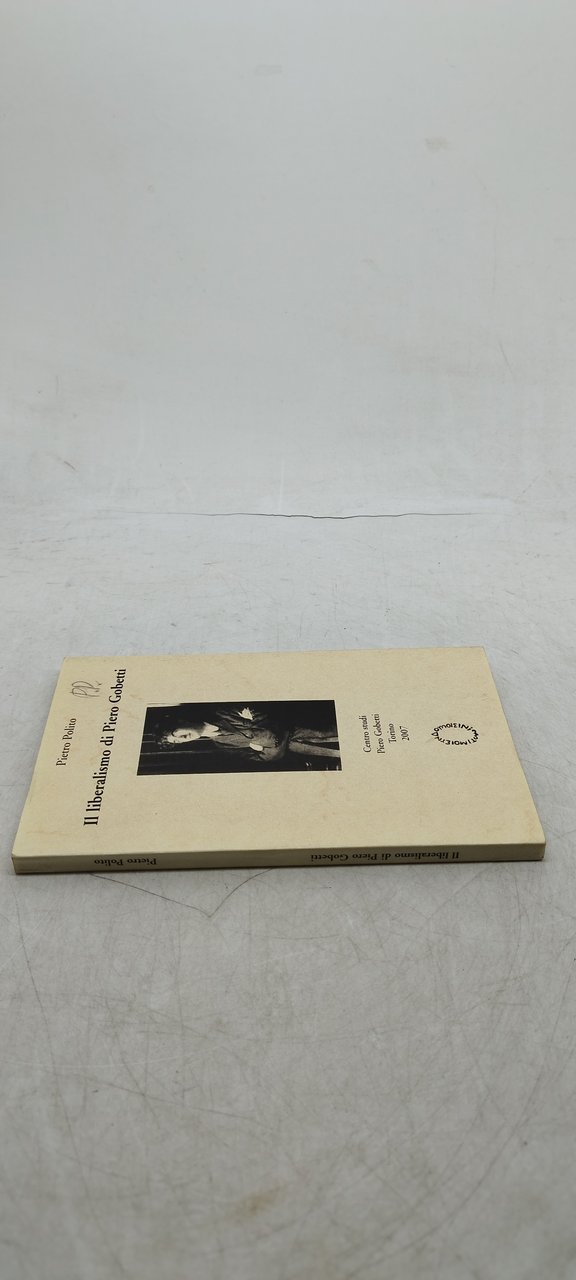 Pietro Polito
Il liberalismo di Piero Gobetti
Centro studi
Piero Gobetti
Torino
2007
Pietro Polito
Il liberalismo di Piero Gobetti